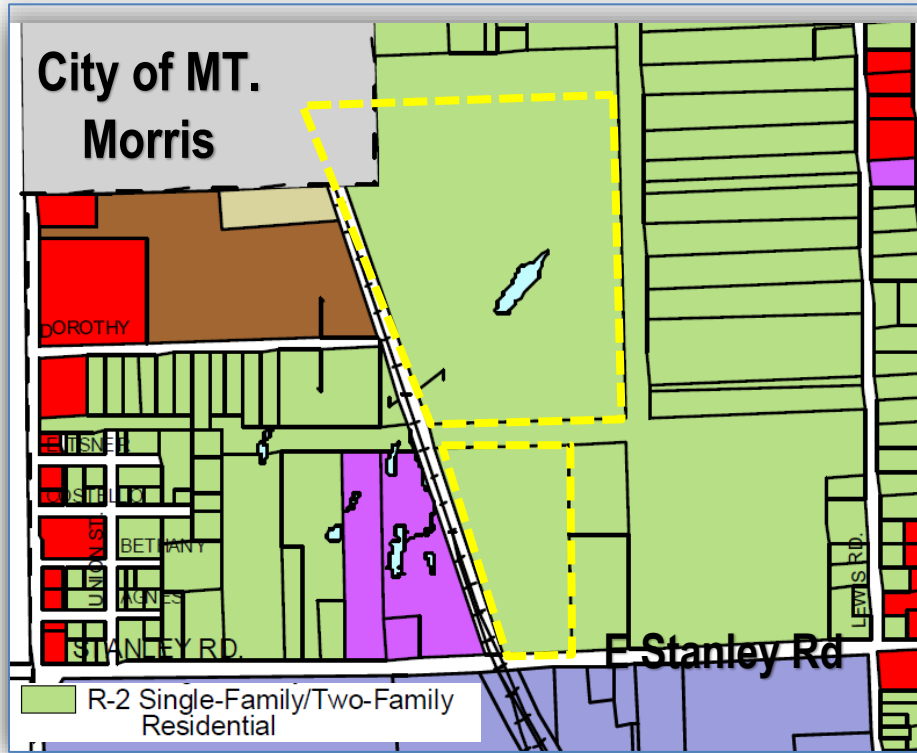 City of MT.
Morris
DOROTHY
ELTSNER
COSTELLO
BETHANY
UNION ST.
AGNES
STANLEY RD.
LEWIS RD.
E Stanley Rd
R-2 Single-Family/Two-Family
Residential